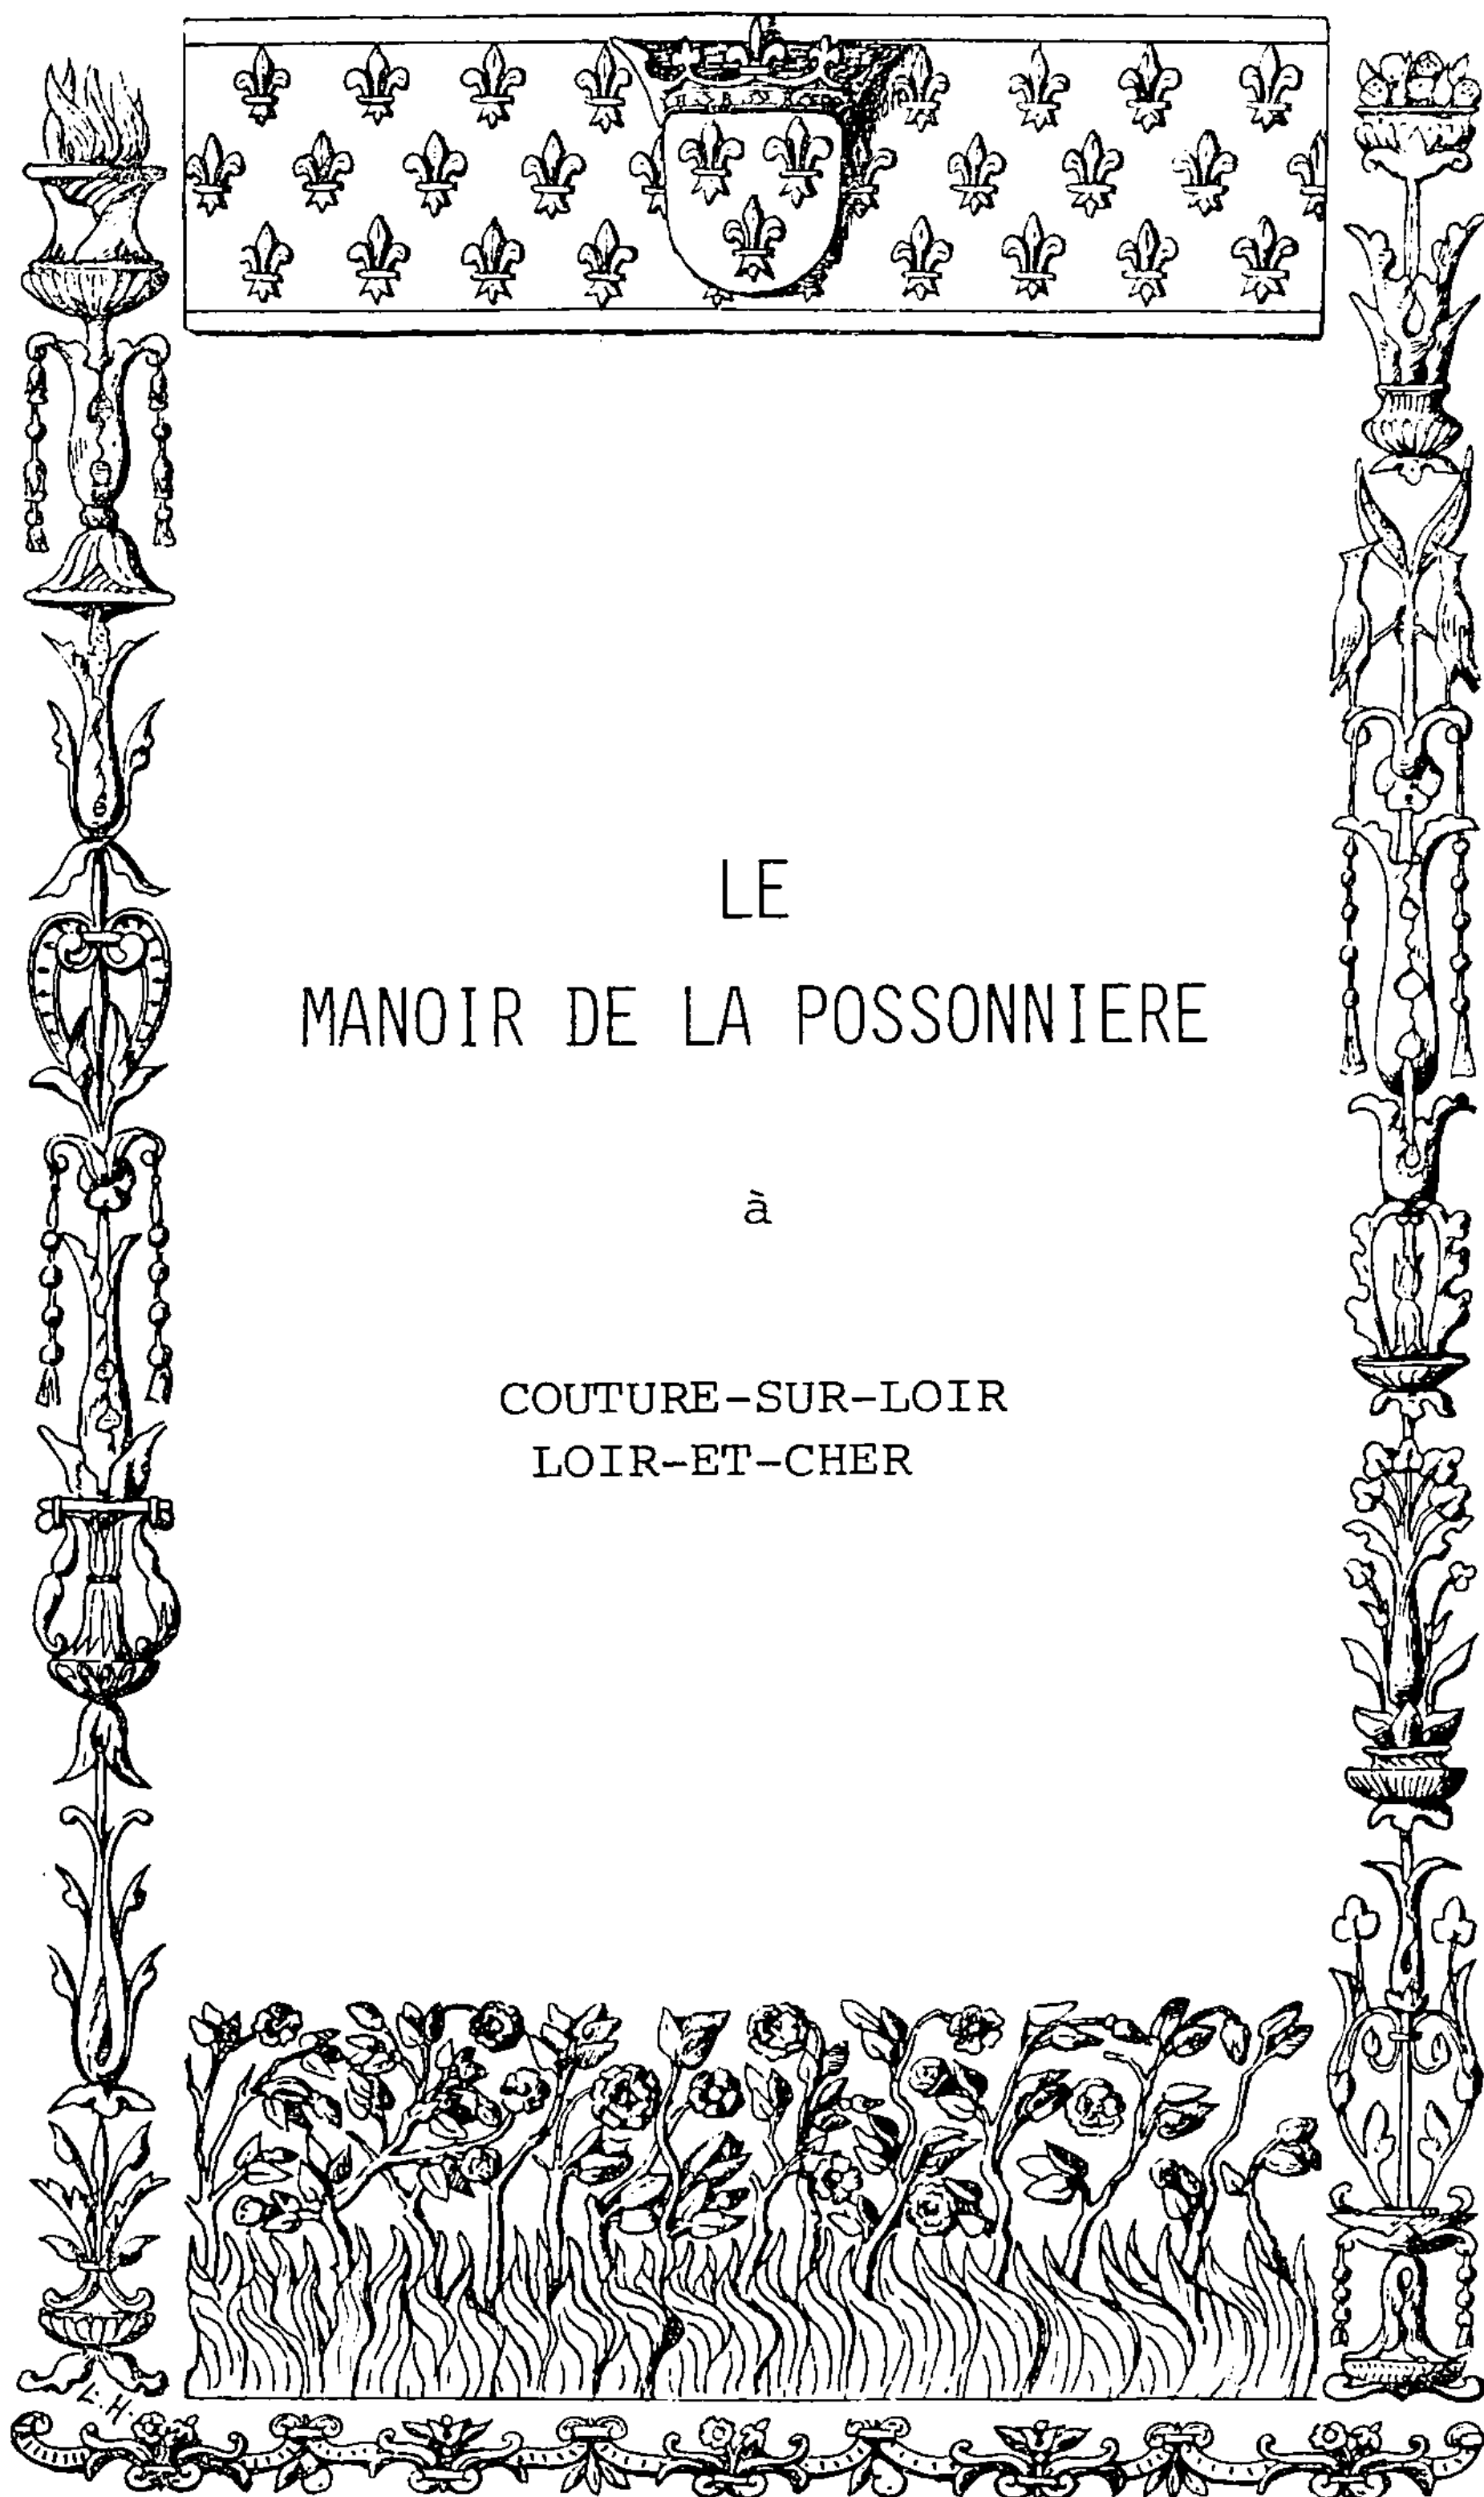 LE
MANOIR DE LA POSSONNIERE
à
COUTURE-SUR-LOIR
LOIR-ET-CHER
L.H.